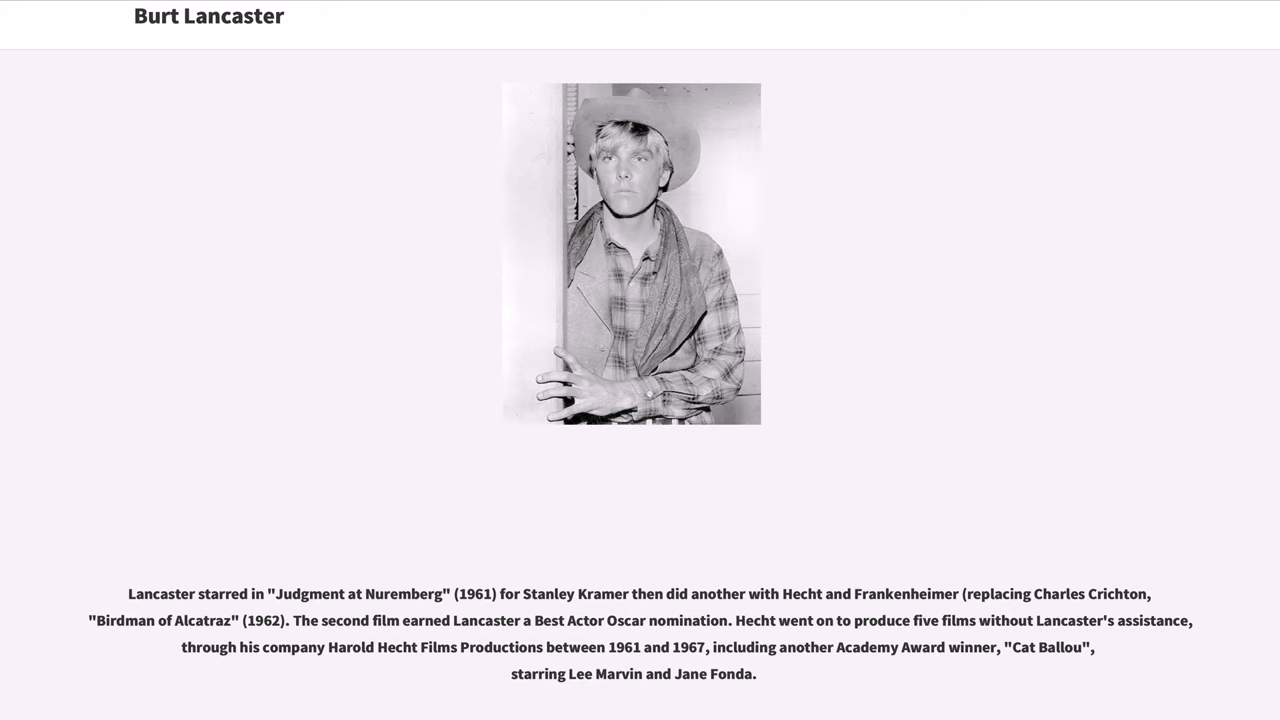 Burt Lancaster
Lancaster starred in "Judgment at Nuremberg" (1961) for Stanley Kramer then did another with Hecht and Frankenheimer (replacing Charles Crichton,
"Birdman of Alcatraz" (1962). The second film earned Lancaster a Best Actor Oscar nomination. Hecht went on to produce five films without Lancaster's assistance,
through his company Harold Hecht Films Productions between 1961 and 1967, including another Academy Award winner, "Cat Ballou",
starring Lee Marvin and Jane Fonda.